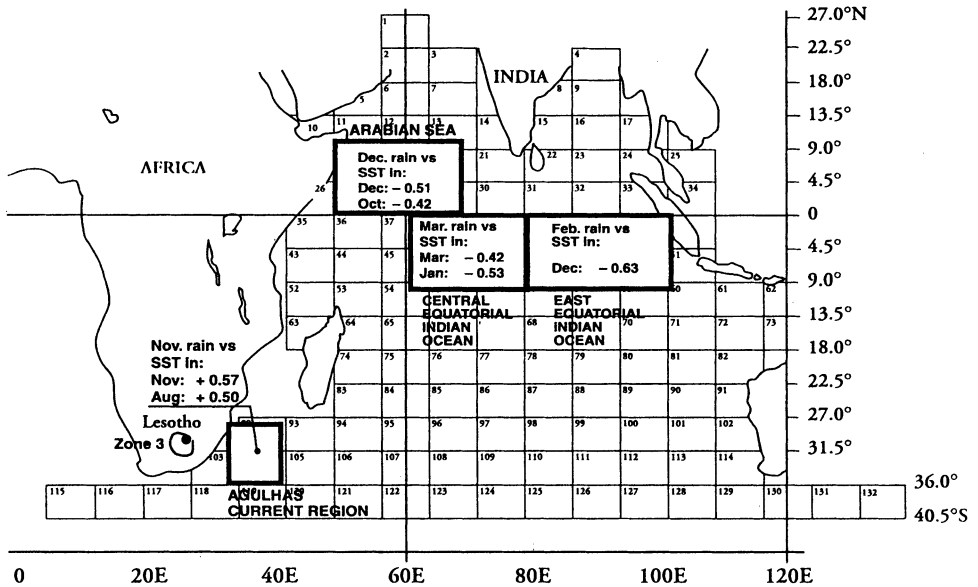 27.0°N
1
22.5°
2 3 4
INDIA
18.0°
6 7 8 9
5
13.5°
10 11 12 13 14 15 16 17
ARABIAN SEA
AFRICA
9.0°
Dec. rain vs
SST in:
Dec: – 0.51
Oct: – 0.42
21 22 23 24 25
4.5°
26 30 31 32 33 34
0
35 36 37
Mar. rain vs
SST in:
Mar: – 0.42
Jan: – 0.53
Feb. rain vs
SST in:
Dec: – 0.63
4.5°
43 44 45 51
9.0°
52 53 54 60 61 62
CENTRAL
EQUATORIAL
INDIAN
OCEAN
EAST
EQUATORIAL
INDIAN
OCEAN
13.5°
63 64 65 68 70 71 72 73
18.0°
Nov. rain vs
SST in:
Nov: + 0.57
Aug: + 0.50
74 75 76 77 78 79 80 81 82
22.5°
83 84 85 86 87 88 89 90 91
27.0°
Lesotho
Zone 3
93 94 95 96 97 98 99 100 101 102
31.5°
103 105 106 107 108 109 110 111 112 113 114
36.0°
115 116 117 118 119 120 121 122 123 124 125 126 127 128 129 130 131 132
AGULHAS
CURRENT REGION
40.5°S
0 20E 40E 60E 80E 100E 120E